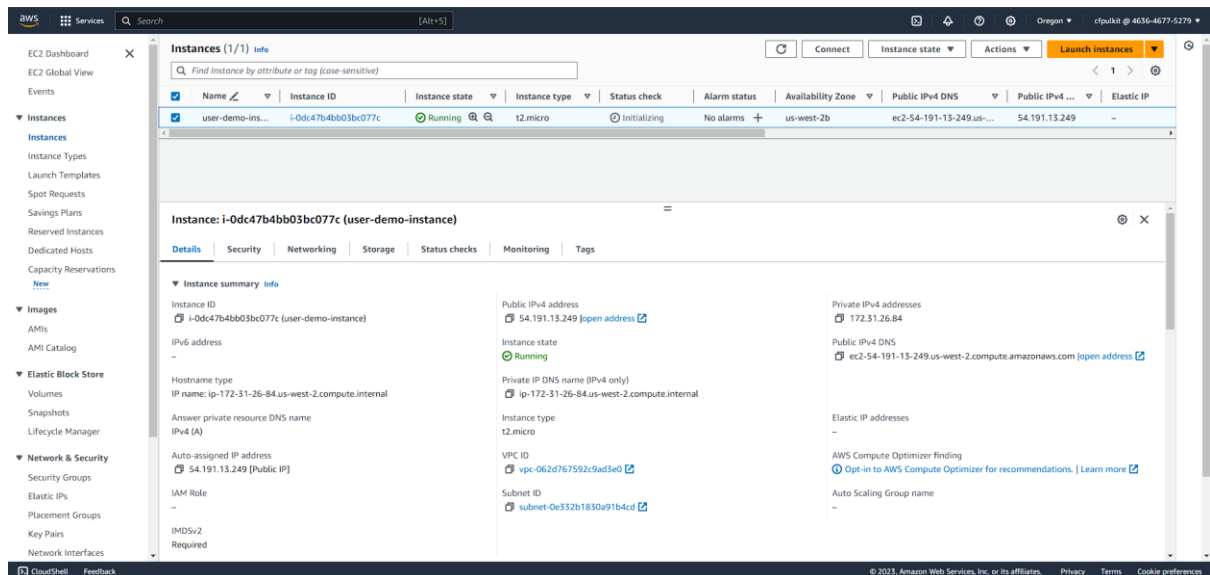 aws Services Search [Alt+S] Oregon cfpulkit @ 4636-4677-5279
EC2 Dashboard
EC2 Global View
Events
Instances
Instances
Instance Types
Launch Templates
Spot Requests
Savings Plans
Reserved Instances
Dedicated Hosts
Capacity Reservations
New
Images
AMIs
AMI Catalog
Elastic Block Store
Volumes
Snapshots
Lifecycle Manager
Network & Security
Security Groups
Elastic IPs
Placement Groups
Key Pairs
Network Interfaces
Instances (1/1) Info Connect Instance state Actions Launch instances
Find Instance by attribute or tag (case-sensitive) 1
Name Instance ID Instance state Instance type Status check Alarm status Availability Zone Public IPv4 DNS Public IPv4 ... Elastic IP
user-demo-ins... i-0dc47b4bb03bc077c Running t2.micro Initializing No alarms us-west-2b ec2-54-191-13-249.us-... 54.191.13.249 –
Instance: i-0dc47b4bb03bc077c (user-demo-instance)
Details Security Networking Storage Status checks Monitoring Tags
Instance summary Info
Instance ID Public IPv4 address Private IPv4 addresses
i-0dc47b4bb03bc077c (user-demo-instance) 54.191.13.249 |open address 172.31.26.84
IPv6 address Instance state Public IPv4 DNS
– Running ec2-54-191-13-249.us-west-2.compute.amazonaws.com |open address
Hostname type Private IP DNS name (IPv4 only)
IP name: ip-172-31-26-84.us-west-2.compute.internal ip-172-31-26-84.us-west-2.compute.internal
Answer private resource DNS name Instance type Elastic IP addresses
IPv4 (A) t2.micro –
Auto-assigned IP address VPC ID AWS Compute Optimizer finding
54.191.13.249 [Public IP] vpc-062d767592c9ad3e0 Opt-in to AWS Compute Optimizer for recommendations. | Learn more
IAM Role Subnet ID Auto Scaling Group name
– subnet-0e332b1830a91b4cd –
IMDSv2
Required
CloudShell Feedback © 2023, Amazon Web Services, Inc. or its affiliates. Privacy Terms Cookie preferences